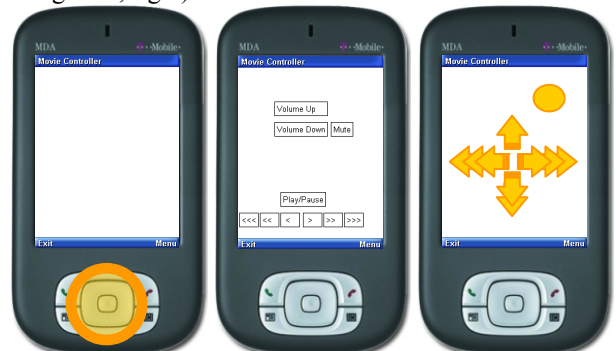 MDA
T··Mobile·
Movie Controller
Exit Menu
MDA
T··Mobile·
Movie Controller
Volume Up
Volume Down Mute
Play/Pause
<<< << < > >> >>>
Exit Menu
MDA
T··Mobile·
Movie Controller
Exit Menu